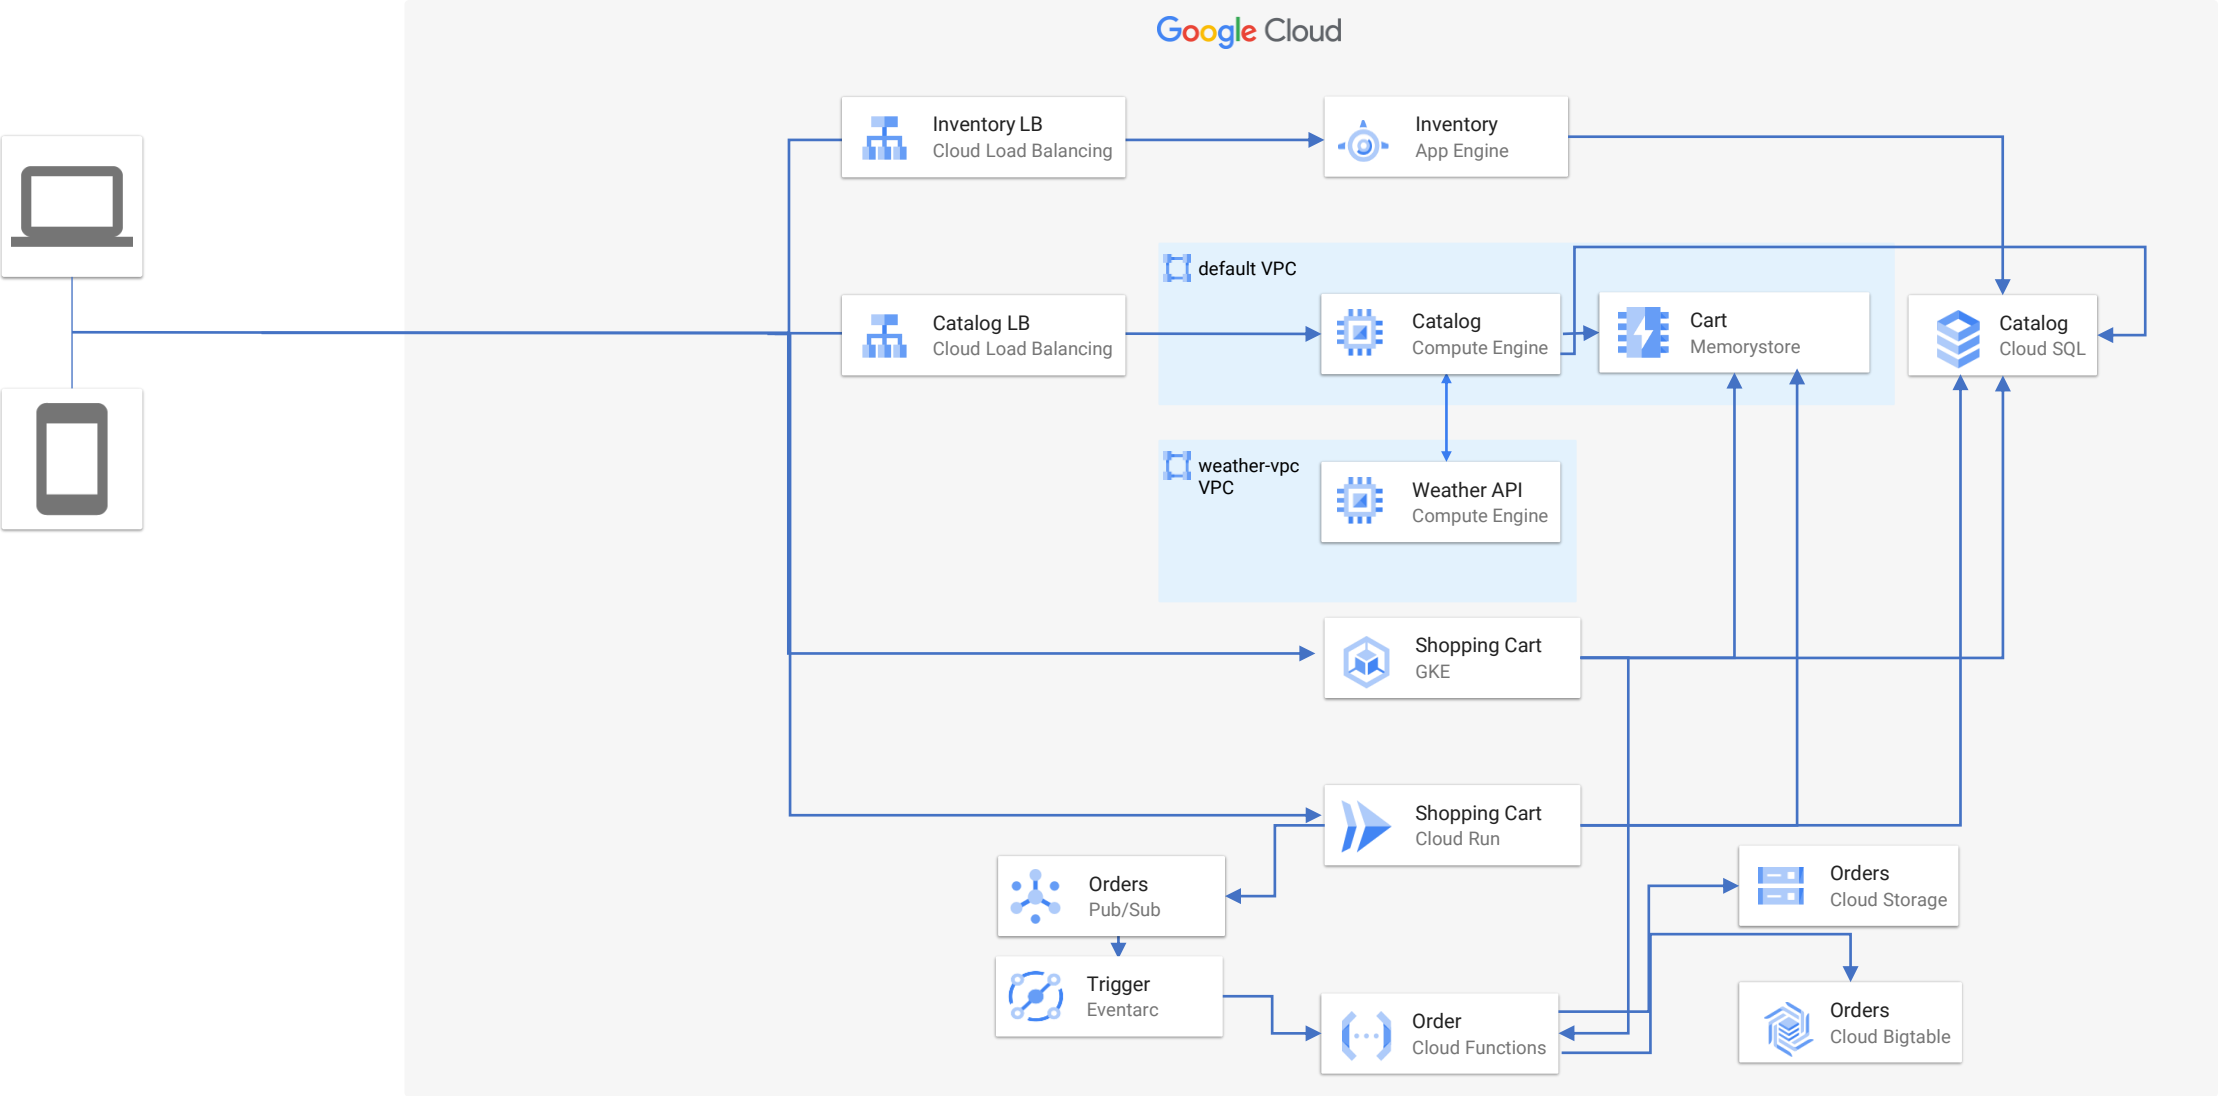 Google Cloud
Inventory LB
Cloud Load Balancing
Inventory
App Engine
default VPC
Catalog LB
Cloud Load Balancing
Catalog
Compute Engine
Cart
Memorystore
Catalog
Cloud SQL
weather-vpc
VPC
Weather API
Compute Engine
Shopping Cart
GKE
Shopping Cart
Cloud Run
Orders
Pub/Sub
Orders
Cloud Storage
Trigger
Eventarc
Order
Cloud Functions
Orders
Cloud Bigtable